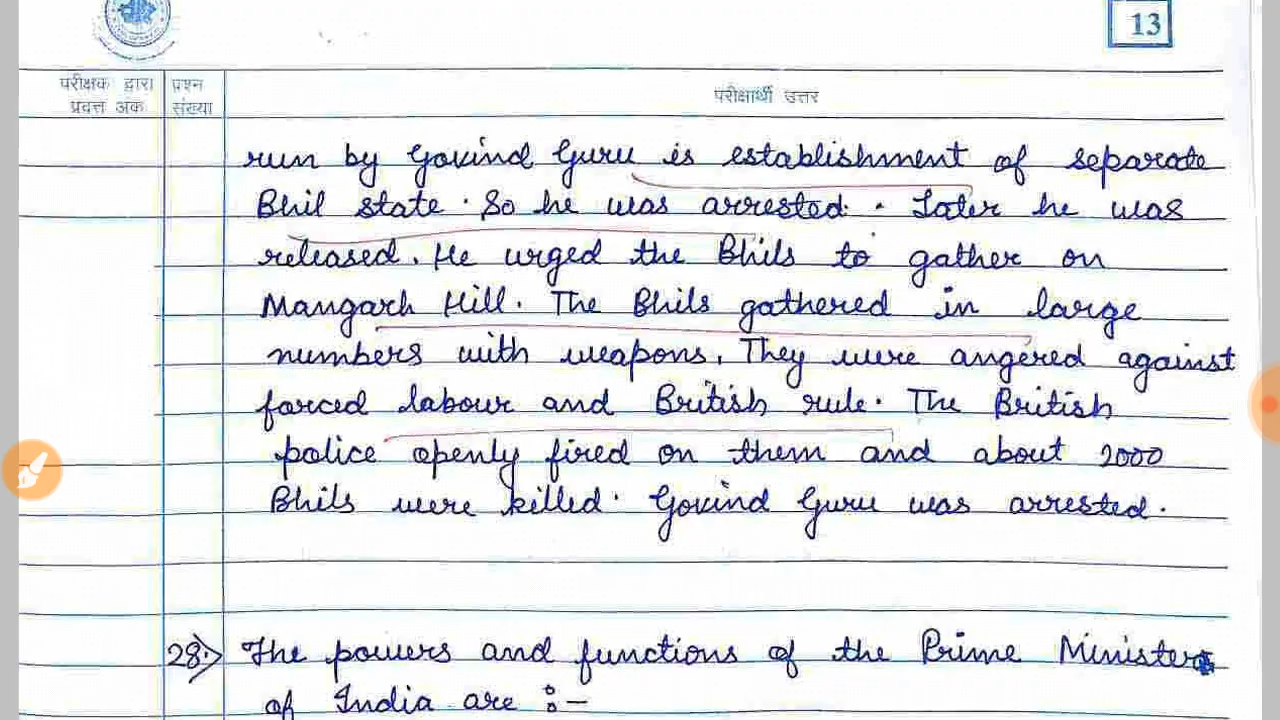 13
परीक्षक द्वारा प्रदत्त अंक
प्रश्न संख्या
परीक्षार्थी उत्तर
run by Govind Guru is establishment of separate
Bhil state. So he was arrested. Later he was
released. He urged the Bhils to gather on
Mangarh Hill. The Bhils gathered in large
numbers with weapons. They were angered against
forced labour and British rule. The British
police openly fired on them and about 2000
Bhils were killed. Govind Guru was arrested.
28.> The powers and functions of the Prime Minister
of India are :-